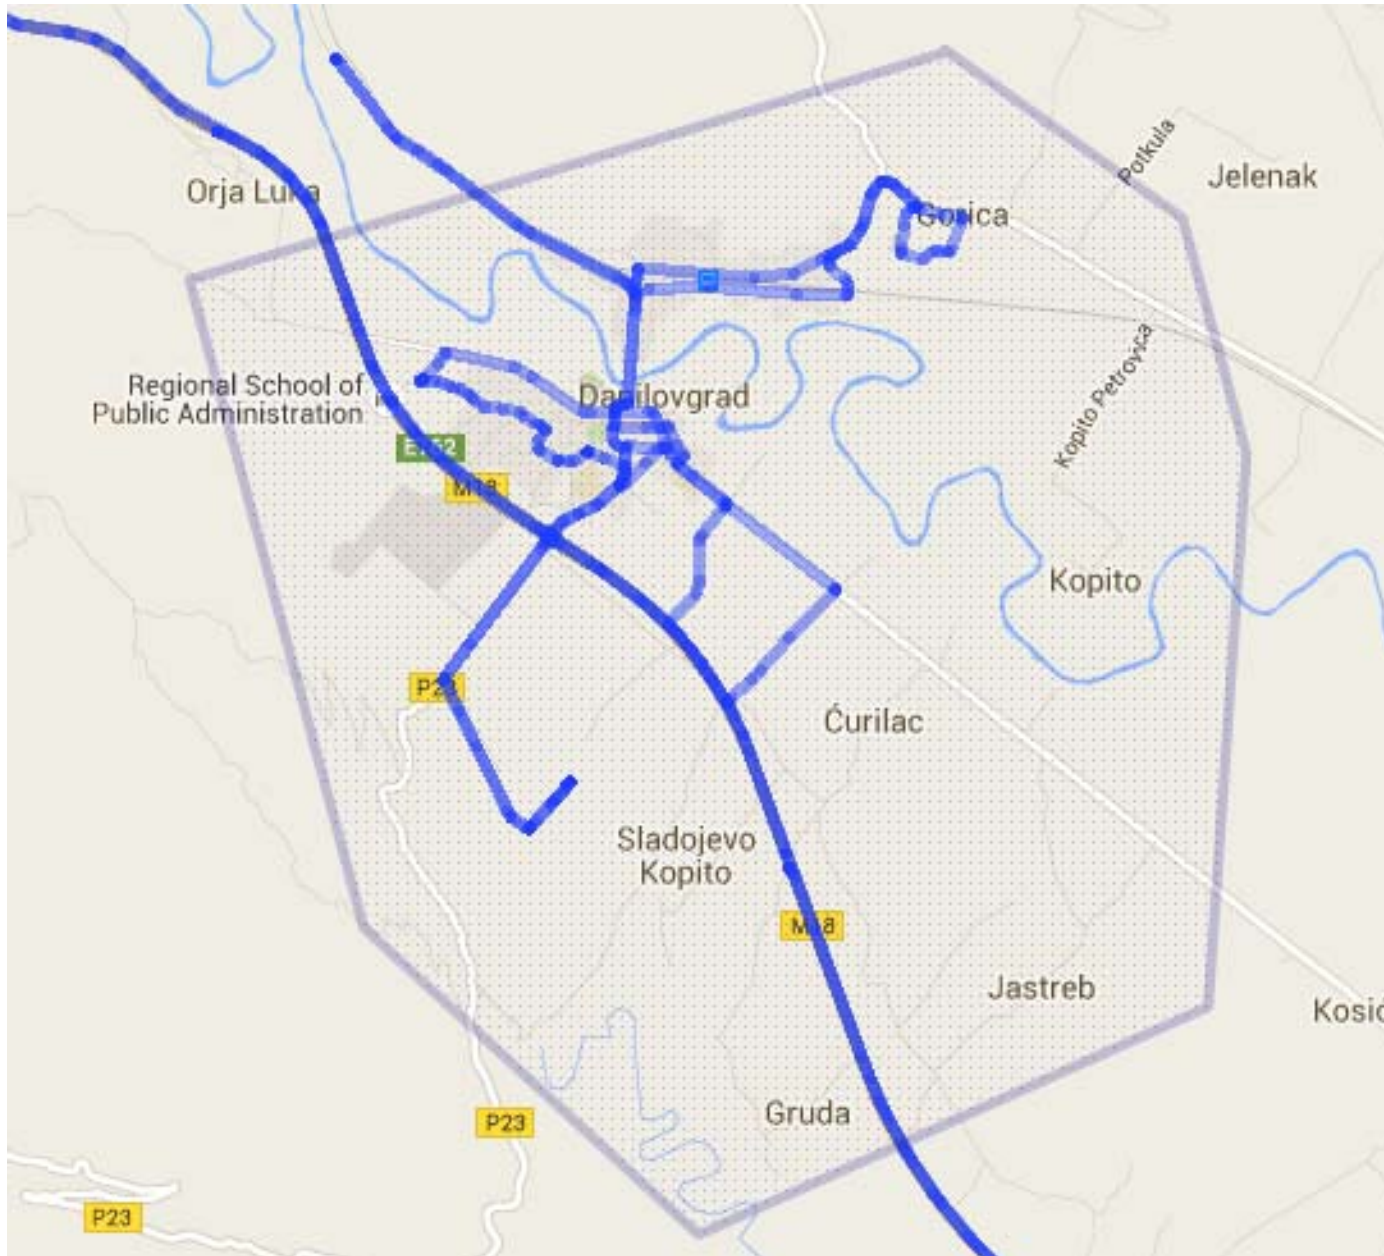 Potkula
Jelenak
Orja Luka
Gorica
Kopito Petrovica
Regional School of
Public Administration
Danilovgrad
E762
M18
Kopito
P23
Ćurilac
Sladojevo
Kopito
M18
Jastreb
Gruda
P23
P23